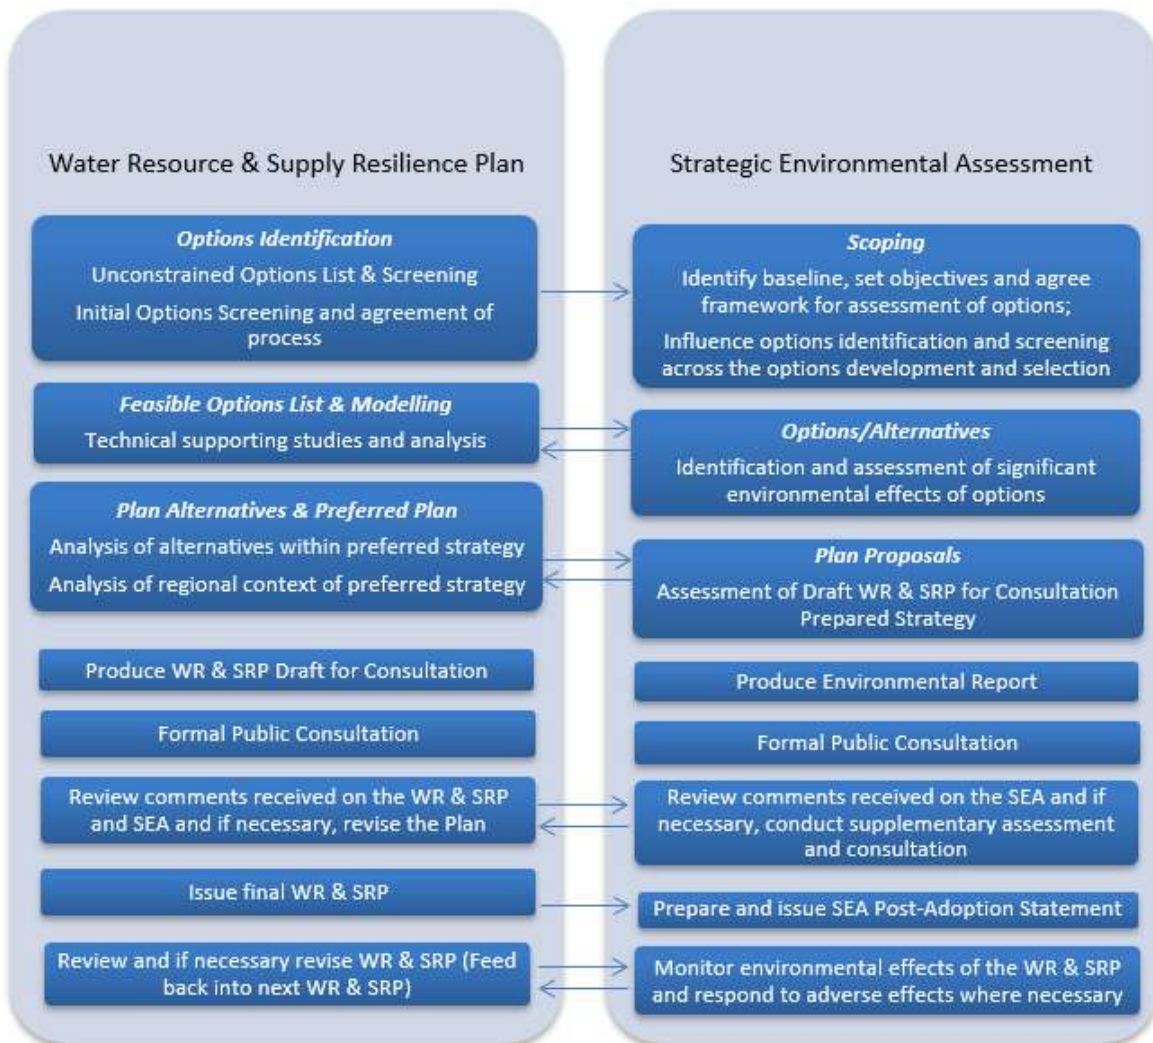 Water Resource & Supply Resilience Plan
Options Identification
Unconstrained Options List & Screening
Initial Options Screening and agreement of
process
Feasible Options List & Modelling
Technical supporting studies and analysis
Plan Alternatives & Preferred Plan
Analysis of alternatives within preferred strategy
Analysis of regional context of preferred strategy
Produce WR & SRP Draft for Consultation
Formal Public Consultation
Review comments received on the WR & SRP
and SEA and if necessary, revise the Plan
Issue final WR & SRP
Review and if necessary revise WR & SRP (Feed
back into next WR & SRP)
Strategic Environmental Assessment
Scoping
Identify baseline, set objectives and agree
framework for assessment of options;
Influence options identification and screening
across the options development and selection
Options/Alternatives
Identification and assessment of significant
environmental effects of options
Plan Proposals
Assessment of Draft WR & SRP for Consultation
Prepared Strategy
Produce Environmental Report
Formal Public Consultation
Review comments received on the SEA and if
necessary, conduct supplementary assessment
and consultation
Prepare and issue SEA Post-Adoption Statement
Monitor environmental effects of the WR & SRP
and respond to adverse effects where necessary